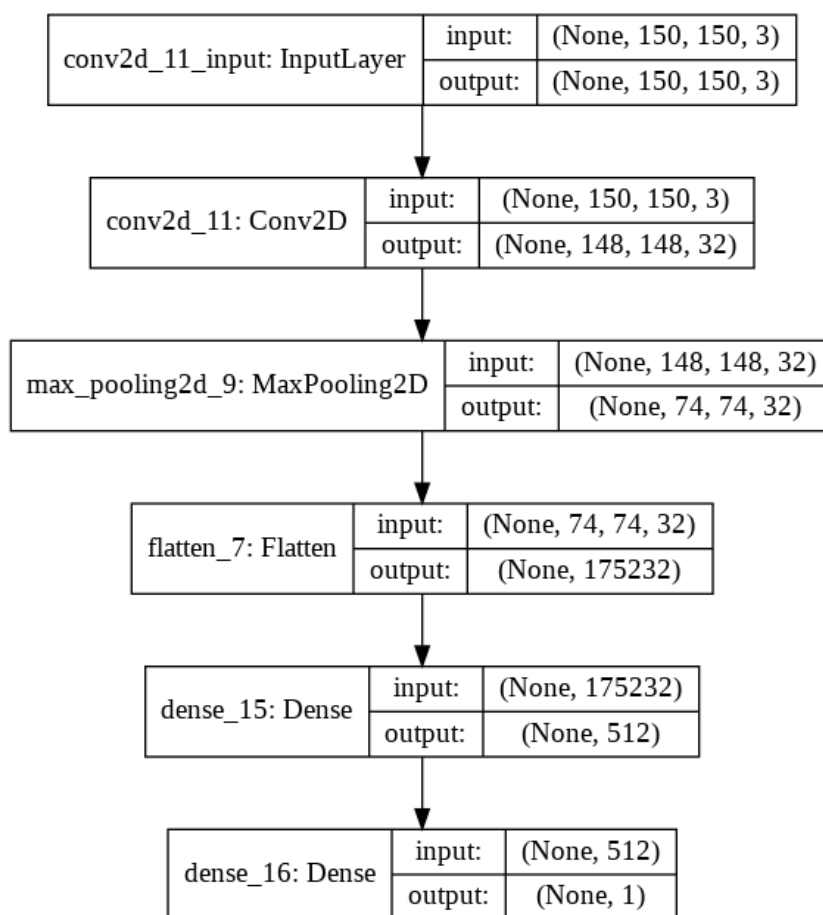 conv2d_11_input: InputLayer
input: (None, 150, 150, 3)
output: (None, 150, 150, 3)
conv2d_11: Conv2D
input: (None, 150, 150, 3)
output: (None, 148, 148, 32)
max_pooling2d_9: MaxPooling2D
input: (None, 148, 148, 32)
output: (None, 74, 74, 32)
flatten_7: Flatten
input: (None, 74, 74, 32)
output: (None, 175232)
dense_15: Dense
input: (None, 175232)
output: (None, 512)
dense_16: Dense
input: (None, 512)
output: (None, 1)